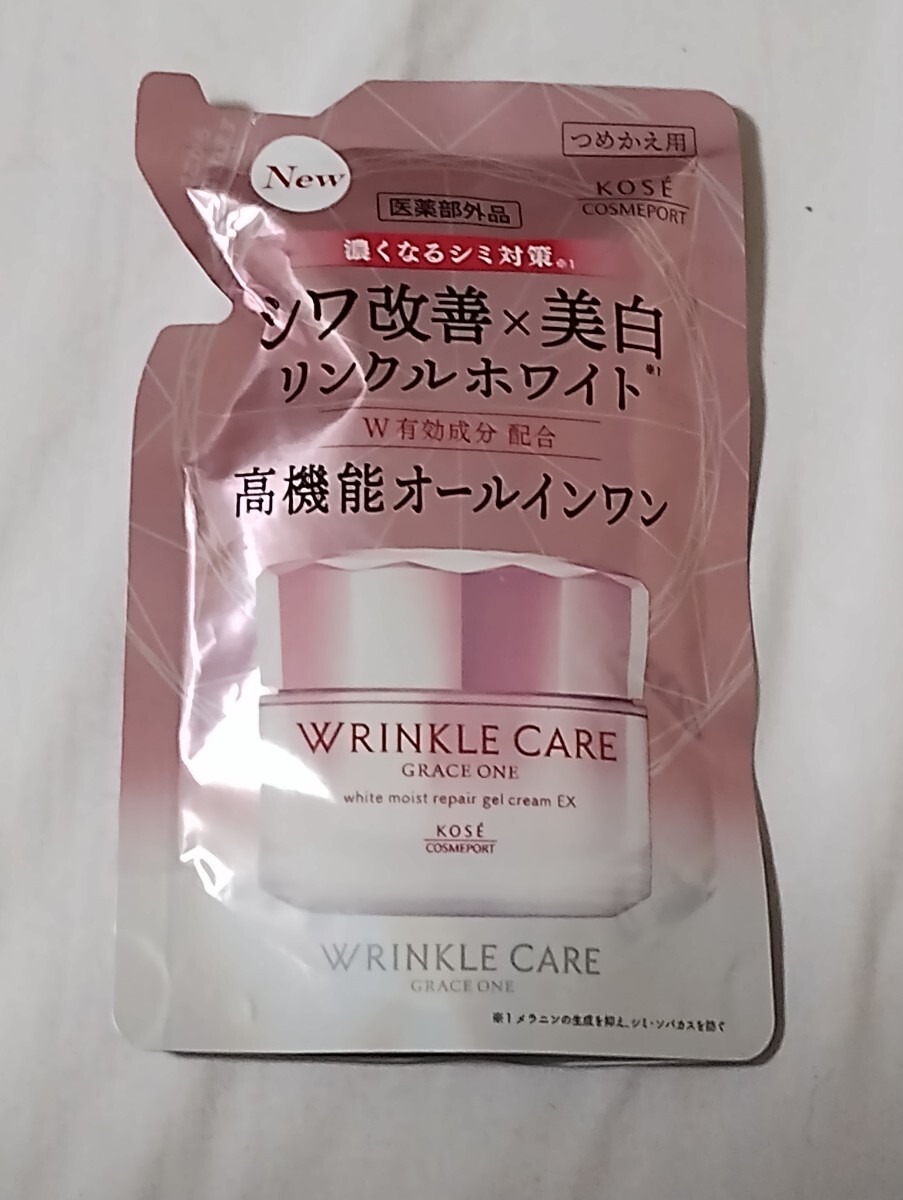 つめかえ用
New
KOSÉ
COSMEPORT
医薬部外品
濃くなるシミ対策※1
シワ改善×美白※1
リンクルホワイト
W有効成分 配合
高機能オールインワン
WRINKLE CARE
GRACE ONE
white moist repair gel cream EX
KOSÉ
COSMEPORT
WRINKLE CARE
GRACE ONE
※1 メラニンの生成を抑え、シミ・ソバカスを防ぐ